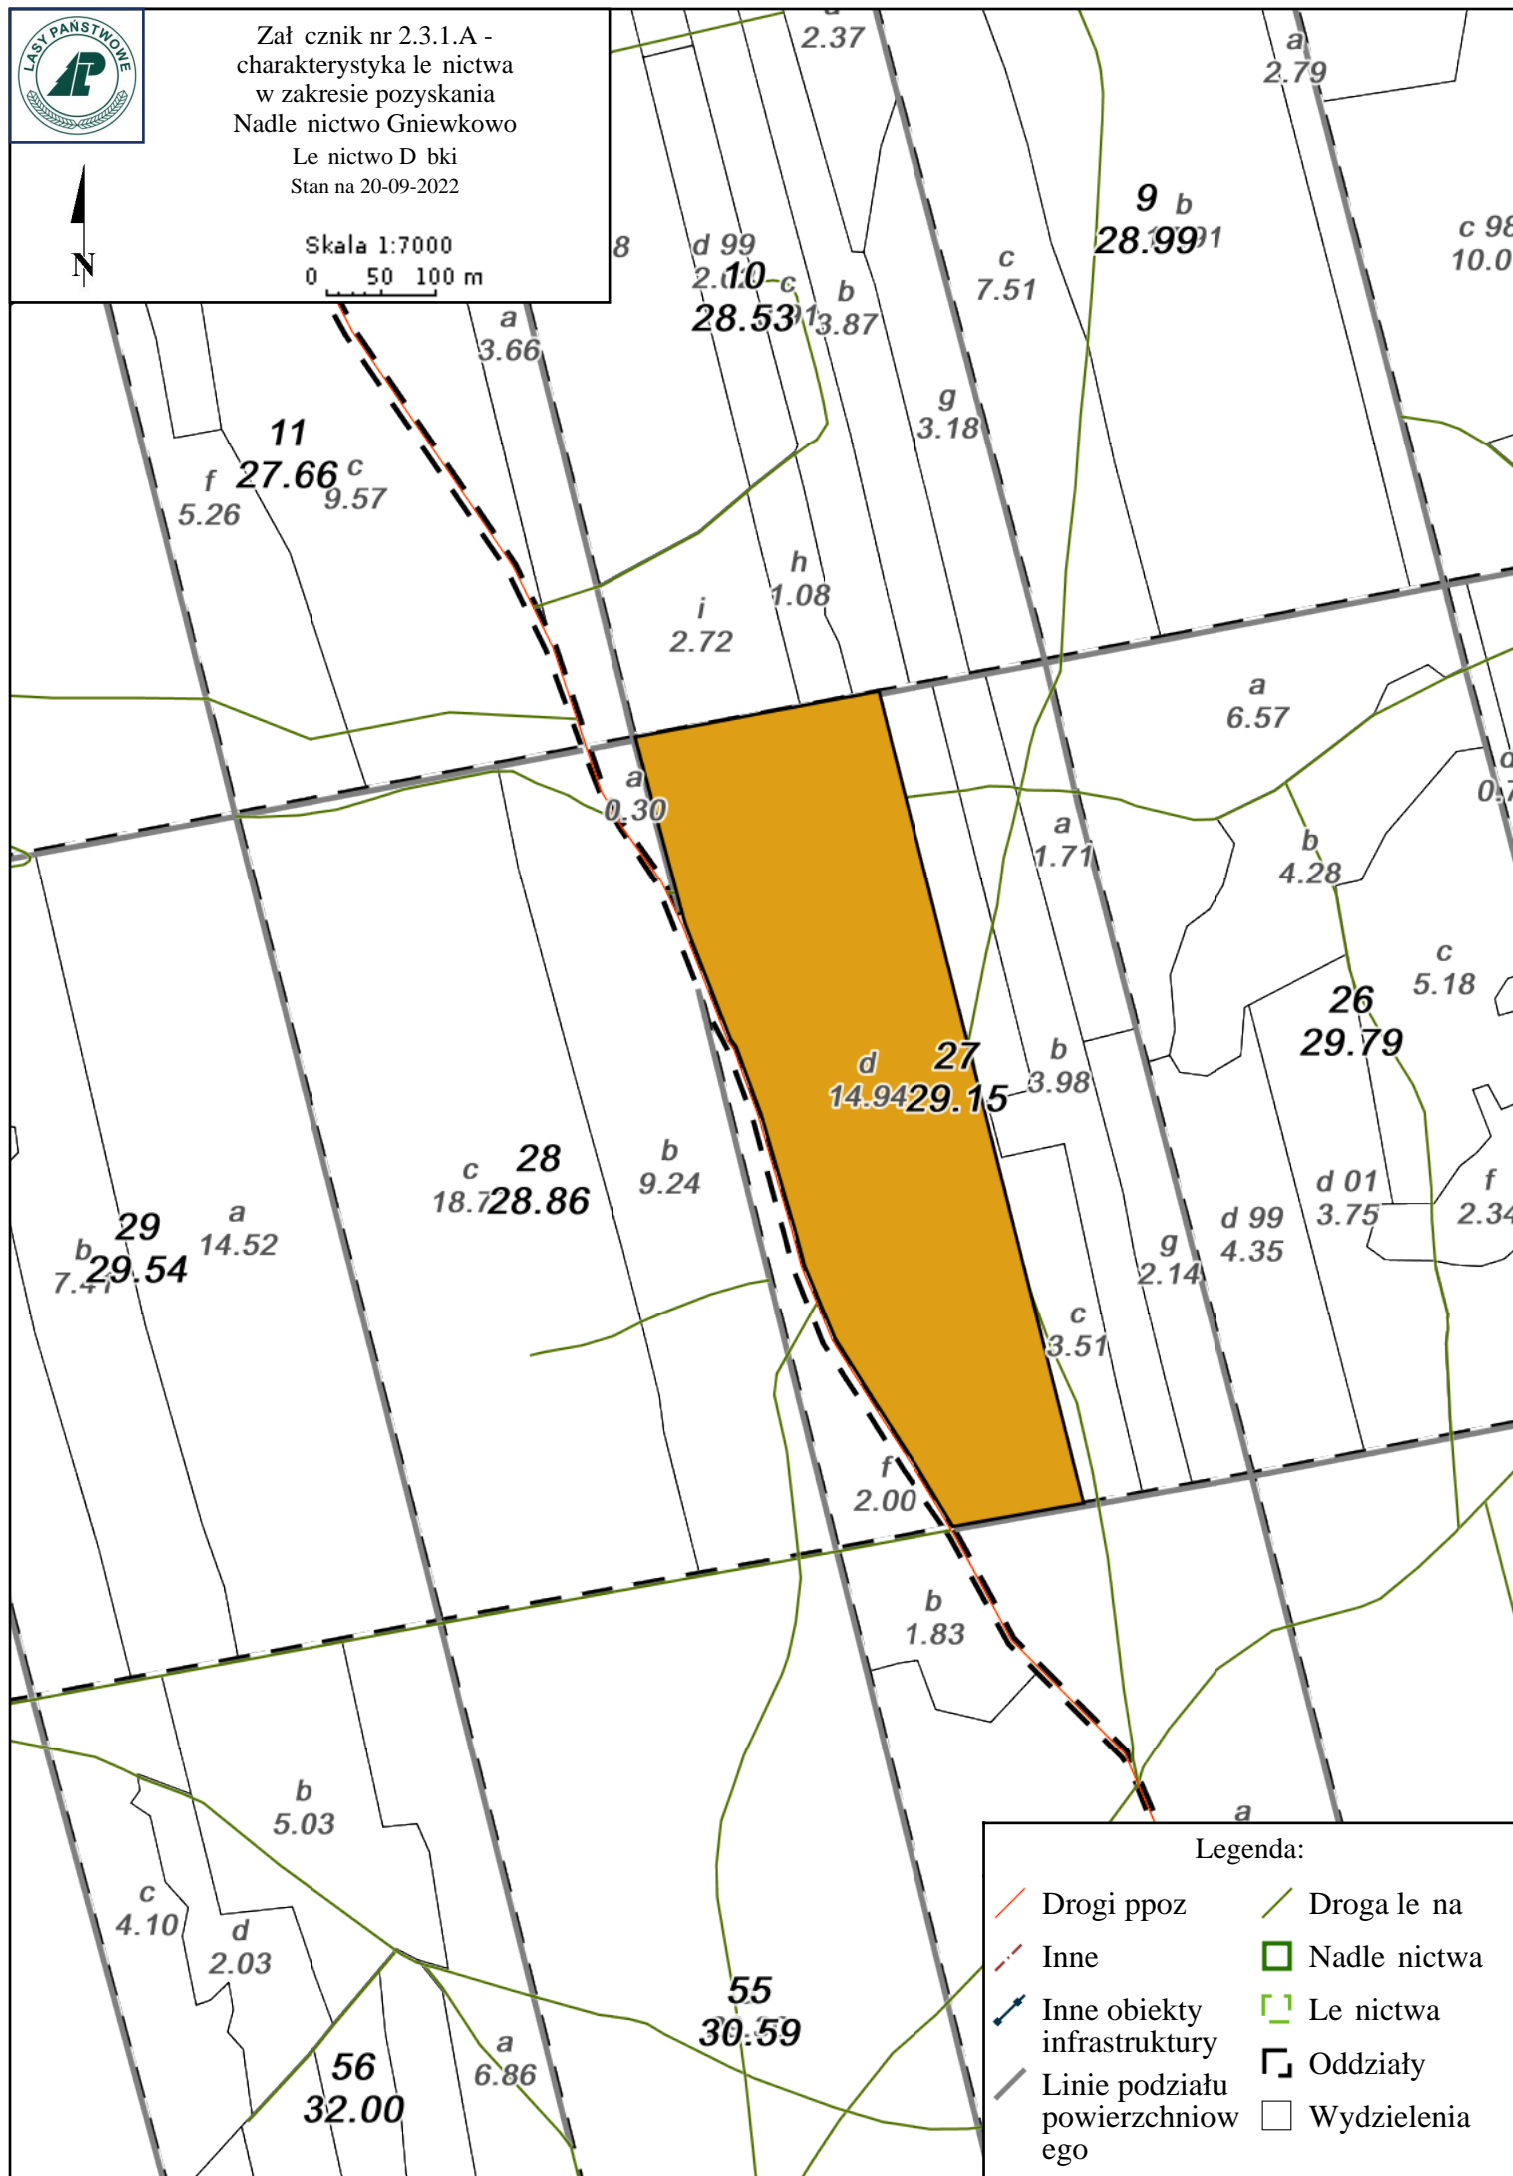 LASY PAŃSTWOWE
Zał cznik nr 2.3.1.A -
charakterystyka le nictwa
w zakresie pozyskania
Nadle nictwo Gniewkowo
Le nictwo D bki
Stan na 20-09-2022
N
Skala 1:7000
0 50 100 m
2.37
a
2.79
9
28.99
b
c 98
c
7.51
d 99
10
28.53
c
b
3.87
a
3.66
g
3.18
11
27.66
c
9.57
f
5.26
h
1.08
i
2.72
a
6.57
a
0.30
a
1.71
b
4.28
c
5.18
26
29.79
27
29.15
d
14.94
b
3.98
28
28.86
c
b
9.24
d 01
3.75
f
2.34
d 99
4.35
29
29.54
b
a
14.52
g
2.14
c
3.51
f
2.00
b
1.83
b
5.03
a
c
4.10
d
2.03
55
30.59
56
32.00
a
6.86
Legenda:
Drogi ppoz
Inne
Inne obiekty
infrastruktury
Linie podziału
powierzchniow
ego
Droga le na
Nadle nictwa
Le nictwa
Oddziały
Wydzielenia